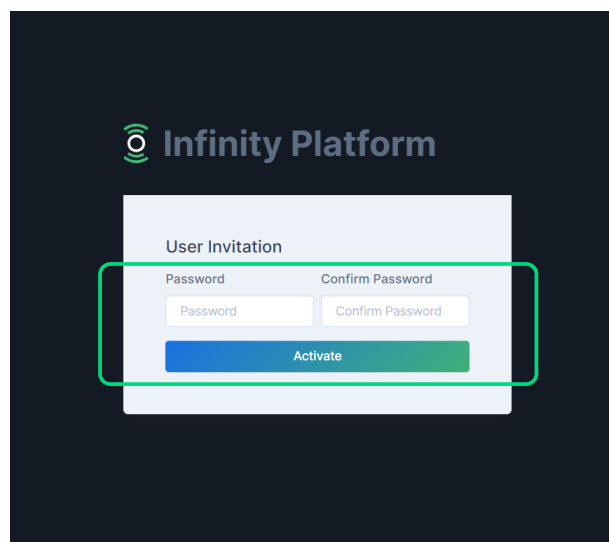 Infinity Platform
User Invitation
Password Confirm Password
Password Confirm Password
Activate